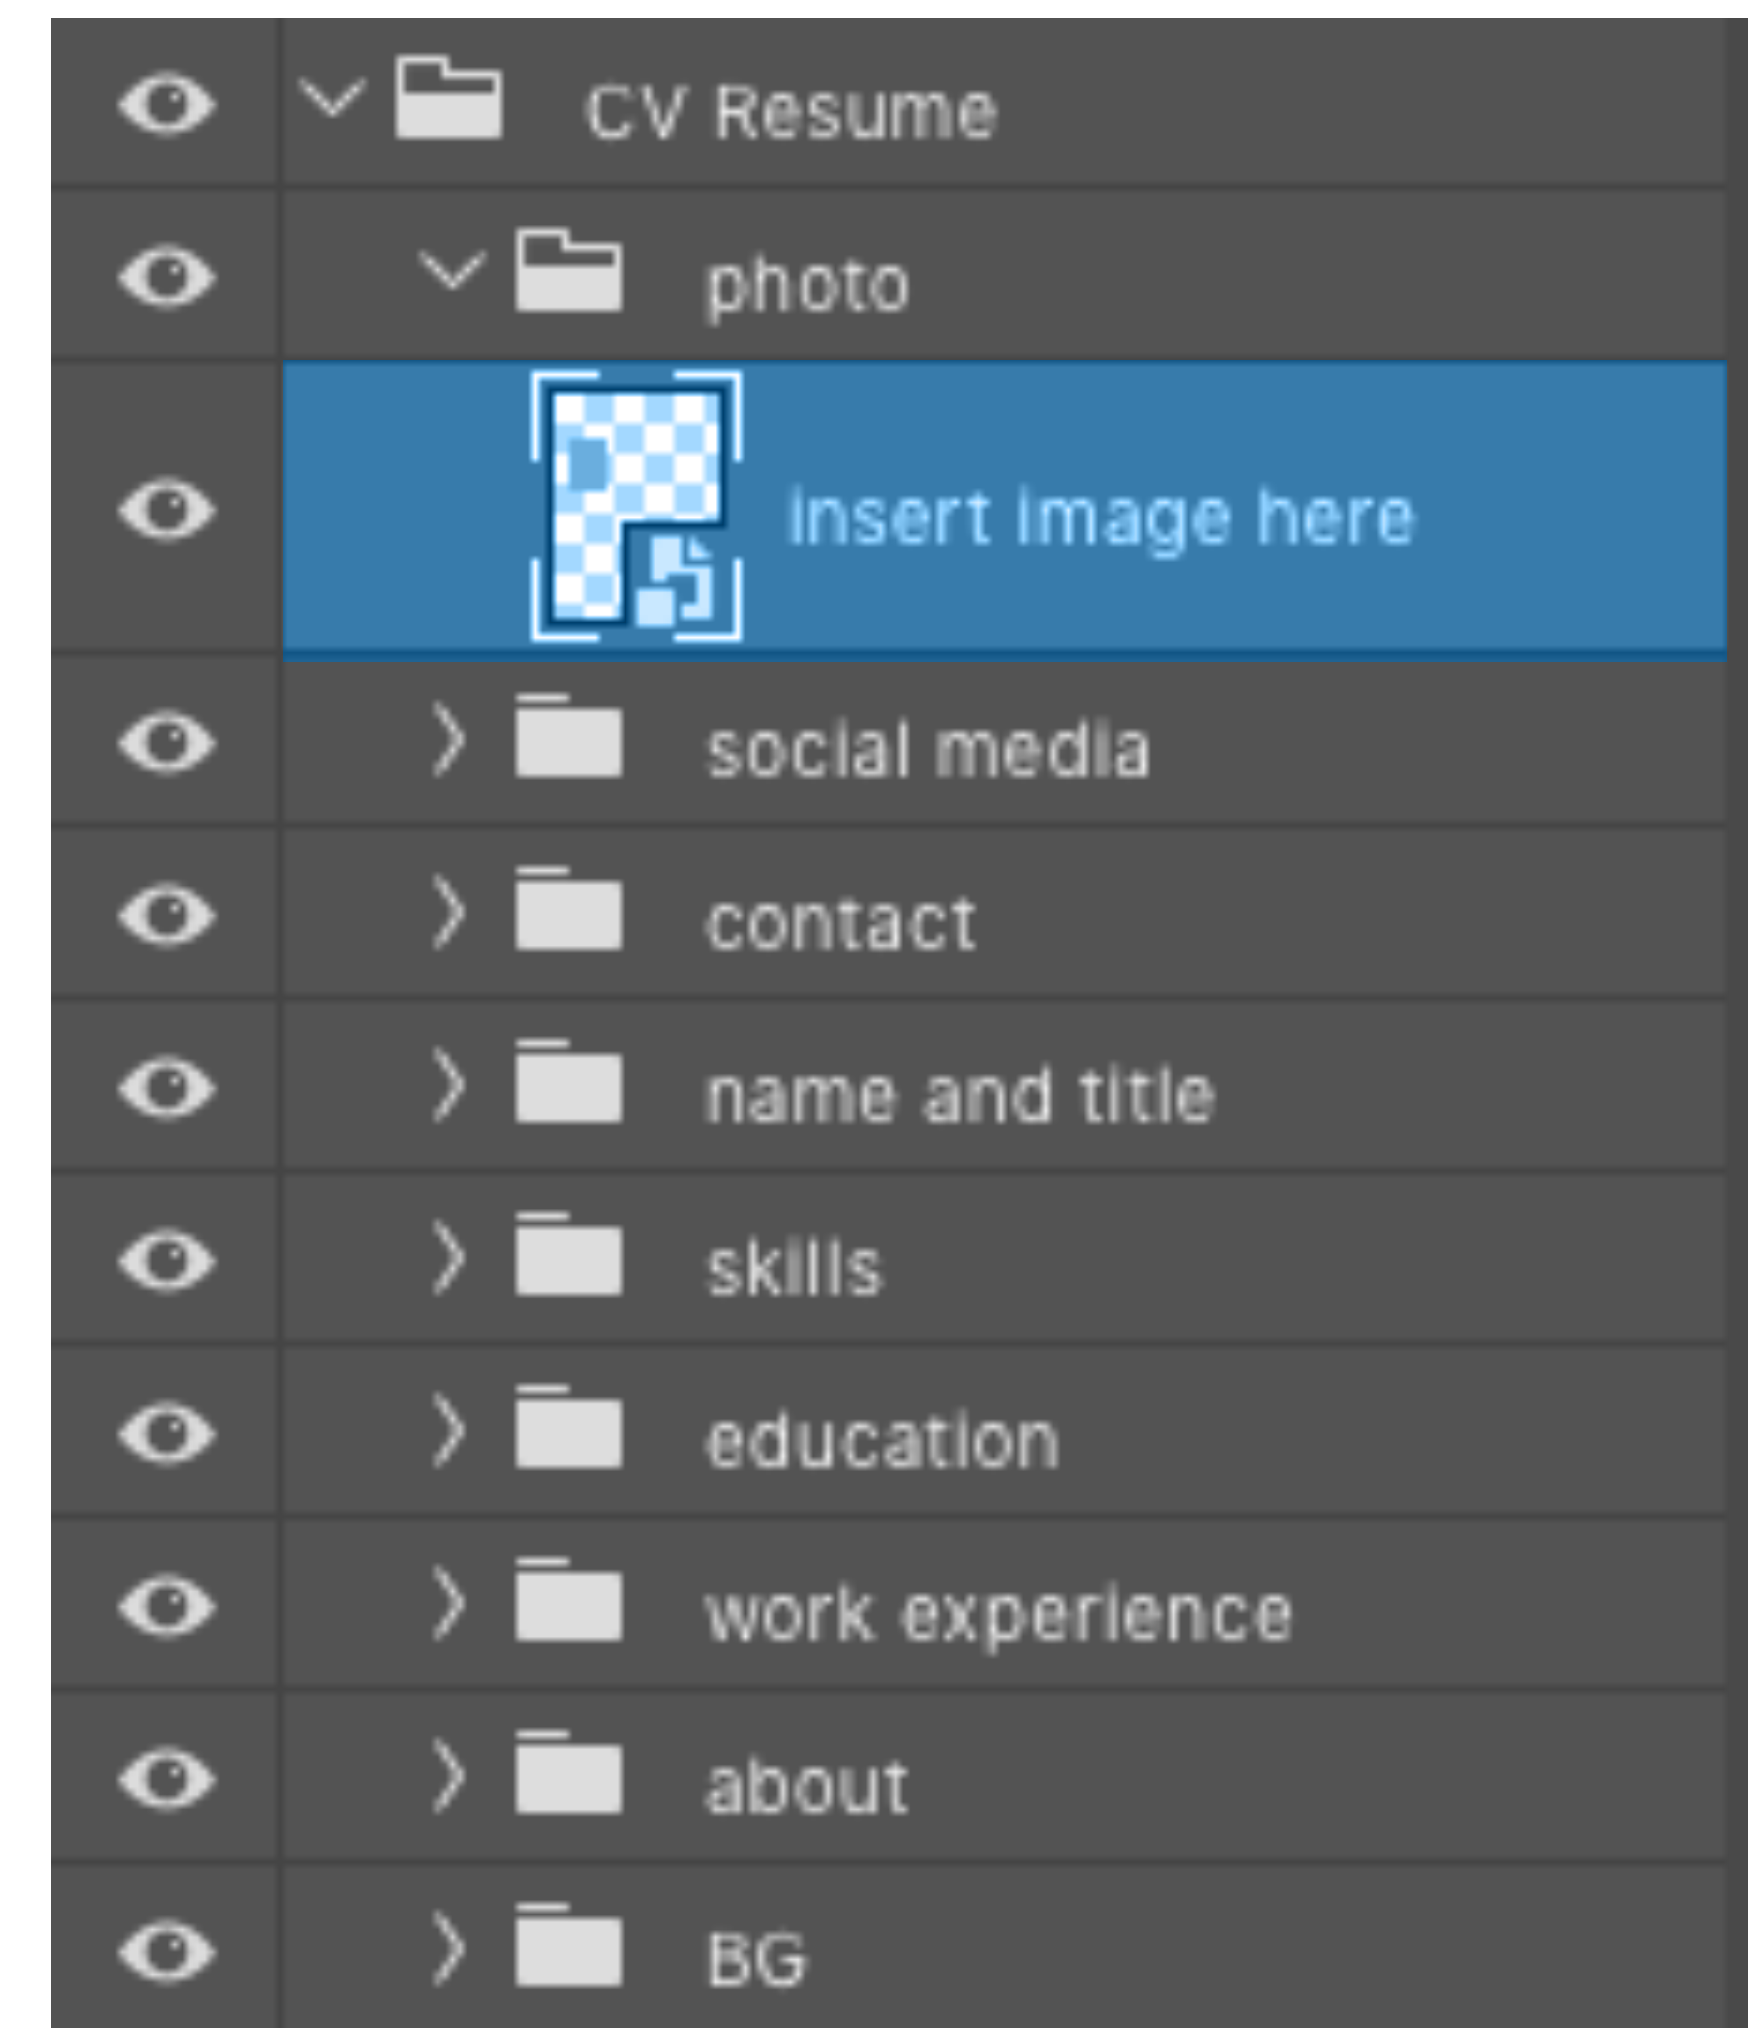 CV Resume
photo
insert image here
social media
contact
name and title
skills
education
work experience
about
BG